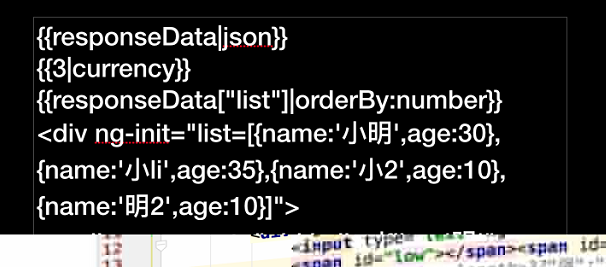 {{responseData|json}}
{{3|currency}}
{{responseData["list"]|orderBy:number}}
<div ng-init="list=[{name:'小明',age:30},
{name:'小li',age:35},{name:'小2',age:10},
{name:'明2',age:10}]">
12 <input type=
13 <span id="low"></span><span id=